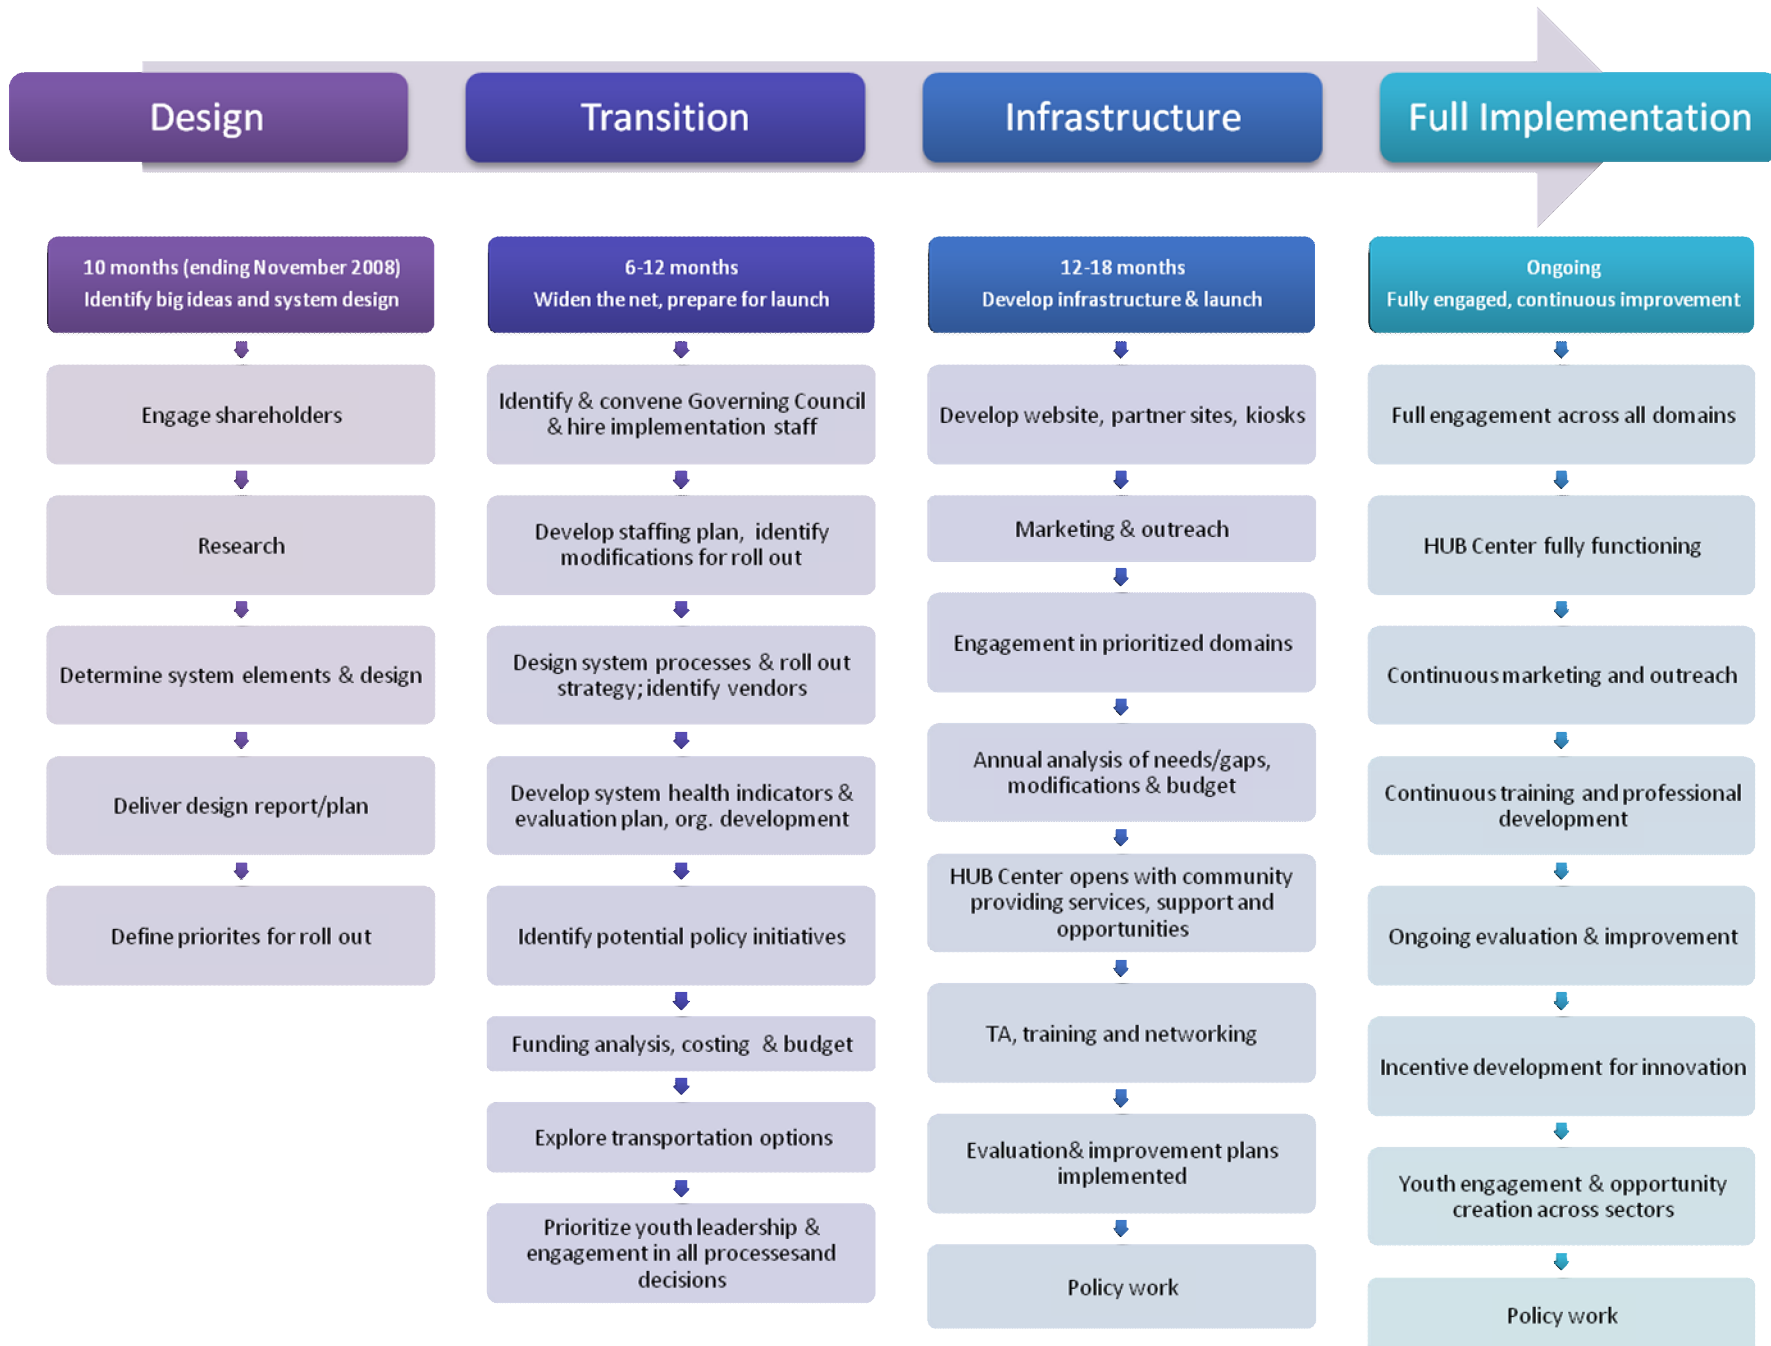 Design
Transition
Infrastructure
Full Implementation
10 months (ending November 2008)
Identify big ideas and system design
Engage shareholders
Research
Determine system elements & design
Deliver design report/plan
Define priorites for roll out
6-12 months
Widen the net, prepare for launch
Identify & convene Governing Council
& hire implementation staff
Develop staffing plan, identify
modifications for roll out
Design system processes & roll out
strategy; identify vendors
Develop system health indicators &
evaluation plan, org. development
Identify potential policy initiatives
Funding analysis, costing & budget
Explore transportation options
Prioritize youth leadership &
engagement in all processesand
decisions
12-18 months
Develop infrastructure & launch
Develop website, partner sites, kiosks
Marketing & outreach
Engagement in prioritized domains
Annual analysis of needs/gaps,
modifications & budget
HUB Center opens with community
providing services, support and
opportunities
TA, training and networking
Evaluation& improvement plans
implemented
Policy work
Ongoing
Fully engaged, continuous improvement
Full engagement across all domains
HUB Center fully functioning
Continuous marketing and outreach
Continuous training and professional
development
Ongoing evaluation & improvement
Incentive development for innovation
Youth engagement & opportunity
creation across sectors
Policy work